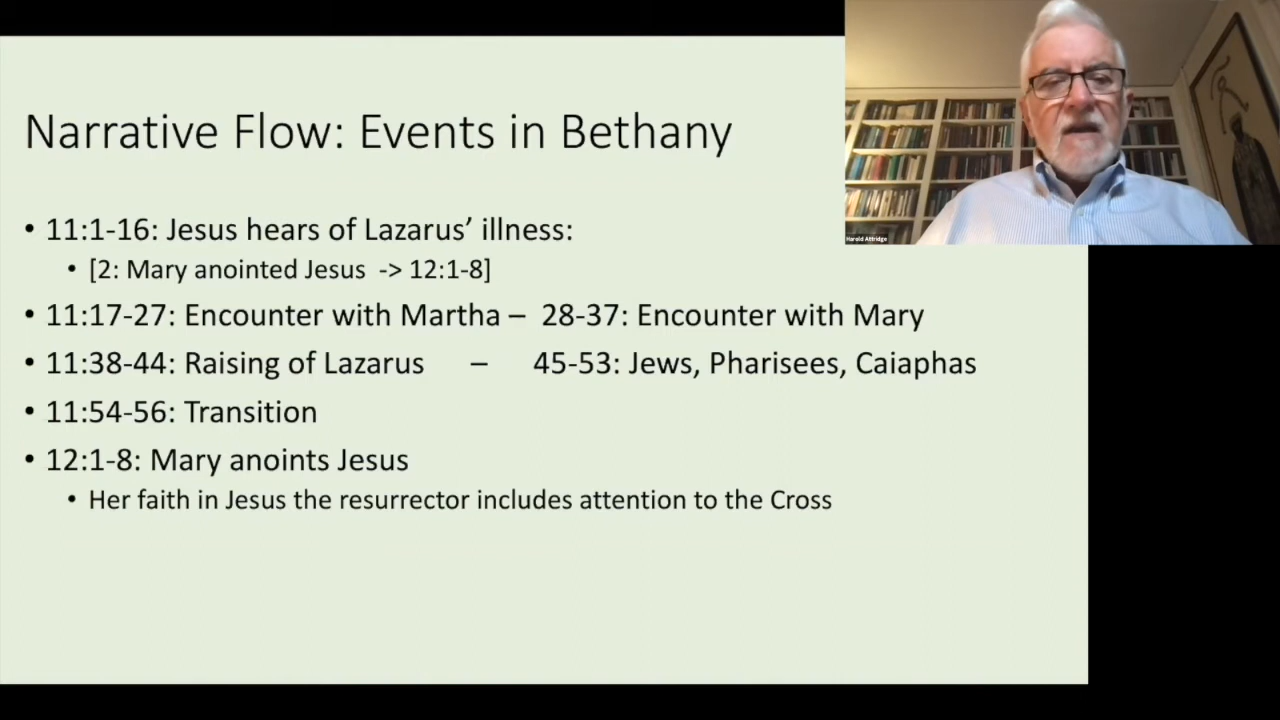 Narrative Flow: Events in Bethany
• 11:1-16: Jesus hears of Lazarus’ illness:
• [2: Mary anointed Jesus -> 12:1-8]
• 11:17-27: Encounter with Martha – 28-37: Encounter with Mary
• 11:38-44: Raising of Lazarus – 45-53: Jews, Pharisees, Caiaphas
• 11:54-56: Transition
• 12:1-8: Mary anoints Jesus
• Her faith in Jesus the resurrector includes attention to the Cross
Harold Attridge